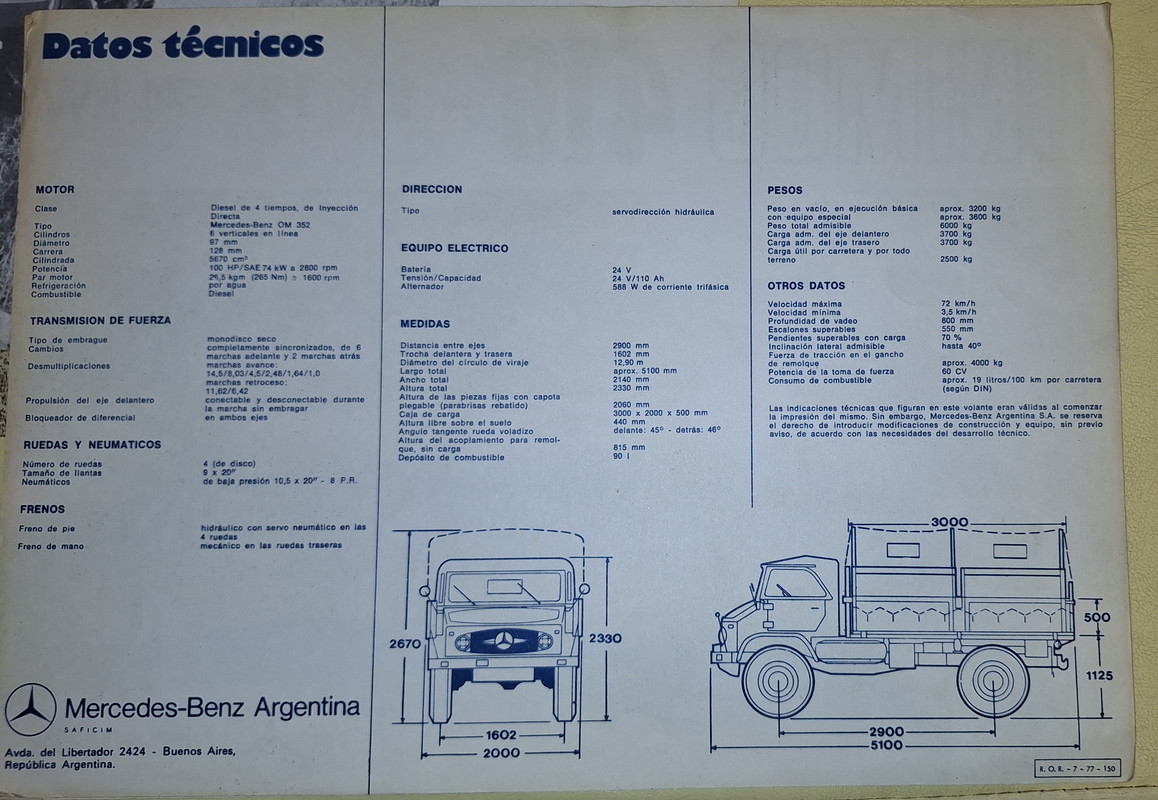 Datos técnicos
MOTOR
Clase Diesel de 4 tiempos, de Inyección
Directa
Tipo Mercedes-Benz OM 352
Cilindros 6 verticales en línea
Diámetro 97 mm
Carrera 128 mm
Cilindrada 5670 cm³
Potencia 100 HP/SAE 74 kW a 2800 rpm
Par motor 26,5 kgm (265 Nm) a 1600 rpm
Refrigeración por agua
Combustible Diesel
TRANSMISION DE FUERZA
Tipo de embrague monodisco seco
Cambios completamente sincronizados, de 6
marchas adelante y 2 marchas atrás
Desmultiplicaciones marchas avance:
14,5/8,03/4,5/2,48/1,64/1,0
marchas retroceso:
11,62/6,42
Propulsión del eje delantero conectable y desconectable durante
la marcha sin embragar
Bloqueador de diferencial en ambos ejes
RUEDAS Y NEUMATICOS
Número de ruedas 4 (de disco)
Tamaño de llantas 9 x 20"
Neumáticos de baja presión 10,5 x 20" - 8 P.R.
FRENOS
Freno de pie hidráulico con servo neumático en las
4 ruedas
Freno de mano mecánico en las ruedas traseras
Mercedes-Benz Argentina
SAFICIM
Avda. del Libertador 2424 - Buenos Aires,
República Argentina.
DIRECCION
Tipo servodirección hidráulica
EQUIPO ELECTRICO
Batería 24 V
Tensión/Capacidad 24 V/110 Ah
Alternador 588 W de corriente trifásica
MEDIDAS
Distancia entre ejes 2900 mm
Trocha delantera y trasera 1602 mm
Diámetro del círculo de viraje 12,90 m
Largo total aprox. 5100 mm
Ancho total 2140 mm
Altura total 2330 mm
Altura de las piezas fijas con capota
plegable (parabrisas rebatido) 2060 mm
Caja de carga 3000 x 2000 x 500 mm
Altura libre sobre el suelo 440 mm
Angulo tangente rueda voladizo delante: 45º - detrás: 46º
Altura del acoplamiento para remol-
que, sin carga 815 mm
Depósito de combustible 90 l
PESOS
Peso en vacío, en ejecución básica aprox. 3200 kg
con equipo especial aprox. 3600 kg
Peso total admisible 6000 kg
Carga adm. del eje delantero 3700 kg
Carga adm. del eje trasero 3700 kg
Carga útil por carretera y por todo
terreno 2500 kg
OTROS DATOS
Velocidad máxima 72 km/h
Velocidad mínima 3,5 km/h
Profundidad de vadeo 800 mm
Escalones superables 550 mm
Pendientes superables con carga 70 %
Inclinación lateral admisible hasta 40º
Fuerza de tracción en el gancho
de remolque aprox. 4000 kg
Potencia de la toma de fuerza 60 CV
Consumo de combustible aprox. 19 litros/100 km por carretera
(según DIN)
Las indicaciones técnicas que figuran en este volante eran válidas al comenzar
la impresión del mismo. Sin embargo, Mercedes-Benz Argentina S.A. se reserva
el derecho de introducir modificaciones de construcción y equipo, sin previo
aviso, de acuerdo con las necesidades del desarrollo técnico.
2670
2330
1602
2000
3000
500
1125
2900
5100
R. O. R. - 7 - 77 - 150